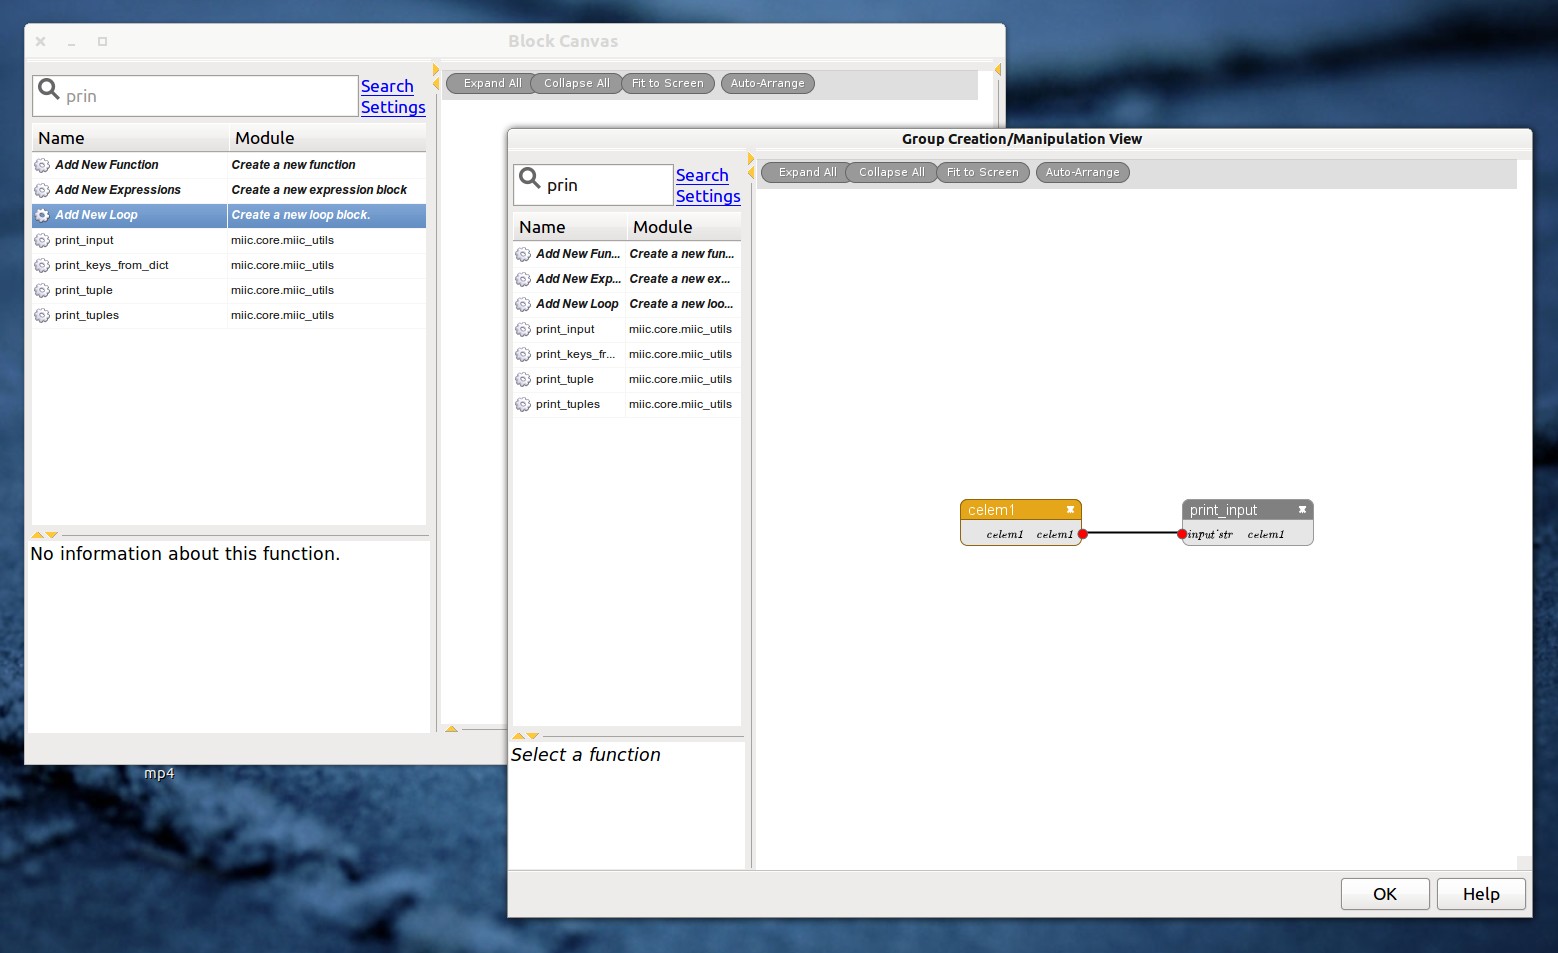 Block Canvas
prin
Search
Settings
Expand All Collapse All Fit to Screen Auto-Arrange
Name Module
Add New Function Create a new function
Add New Expressions Create a new expression block
Add New Loop Create a new loop block.
print_input miic.core.miic_utils
print_keys_from_dict miic.core.miic_utils
print_tuple miic.core.miic_utils
print_tuples miic.core.miic_utils
No information about this function.
mp4
Group Creation/Manipulation View
prin
Search
Settings
Expand All Collapse All Fit to Screen Auto-Arrange
Name Module
Add New Fun... Create a new fun...
Add New Exp... Create a new ex...
Add New Loop Create a new loo...
print_input miic.core.miic_utils
print_keys_fr... miic.core.miic_utils
print_tuple miic.core.miic_utils
print_tuples miic.core.miic_utils
Select a function
celem1
celem1 celem1
print_input
input˙str celem1
OK Help